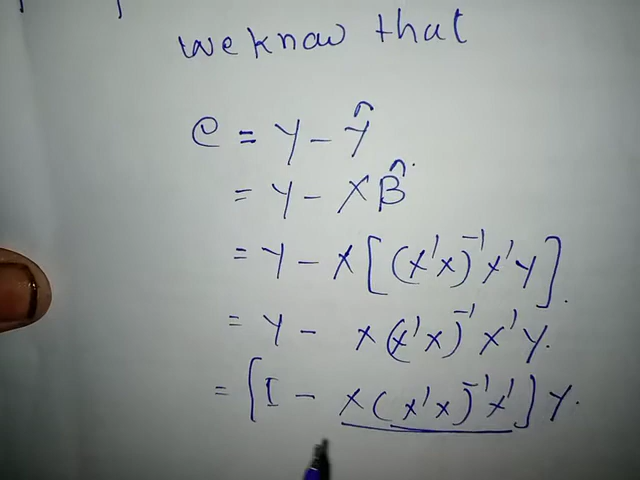 we know that
e = Y - Ŷ
= Y - Xβ̂
= Y - X[(X'X)⁻¹X'Y].
= Y - X(X'X)⁻¹X'Y.
= [I - X(X'X)⁻¹X']Y.